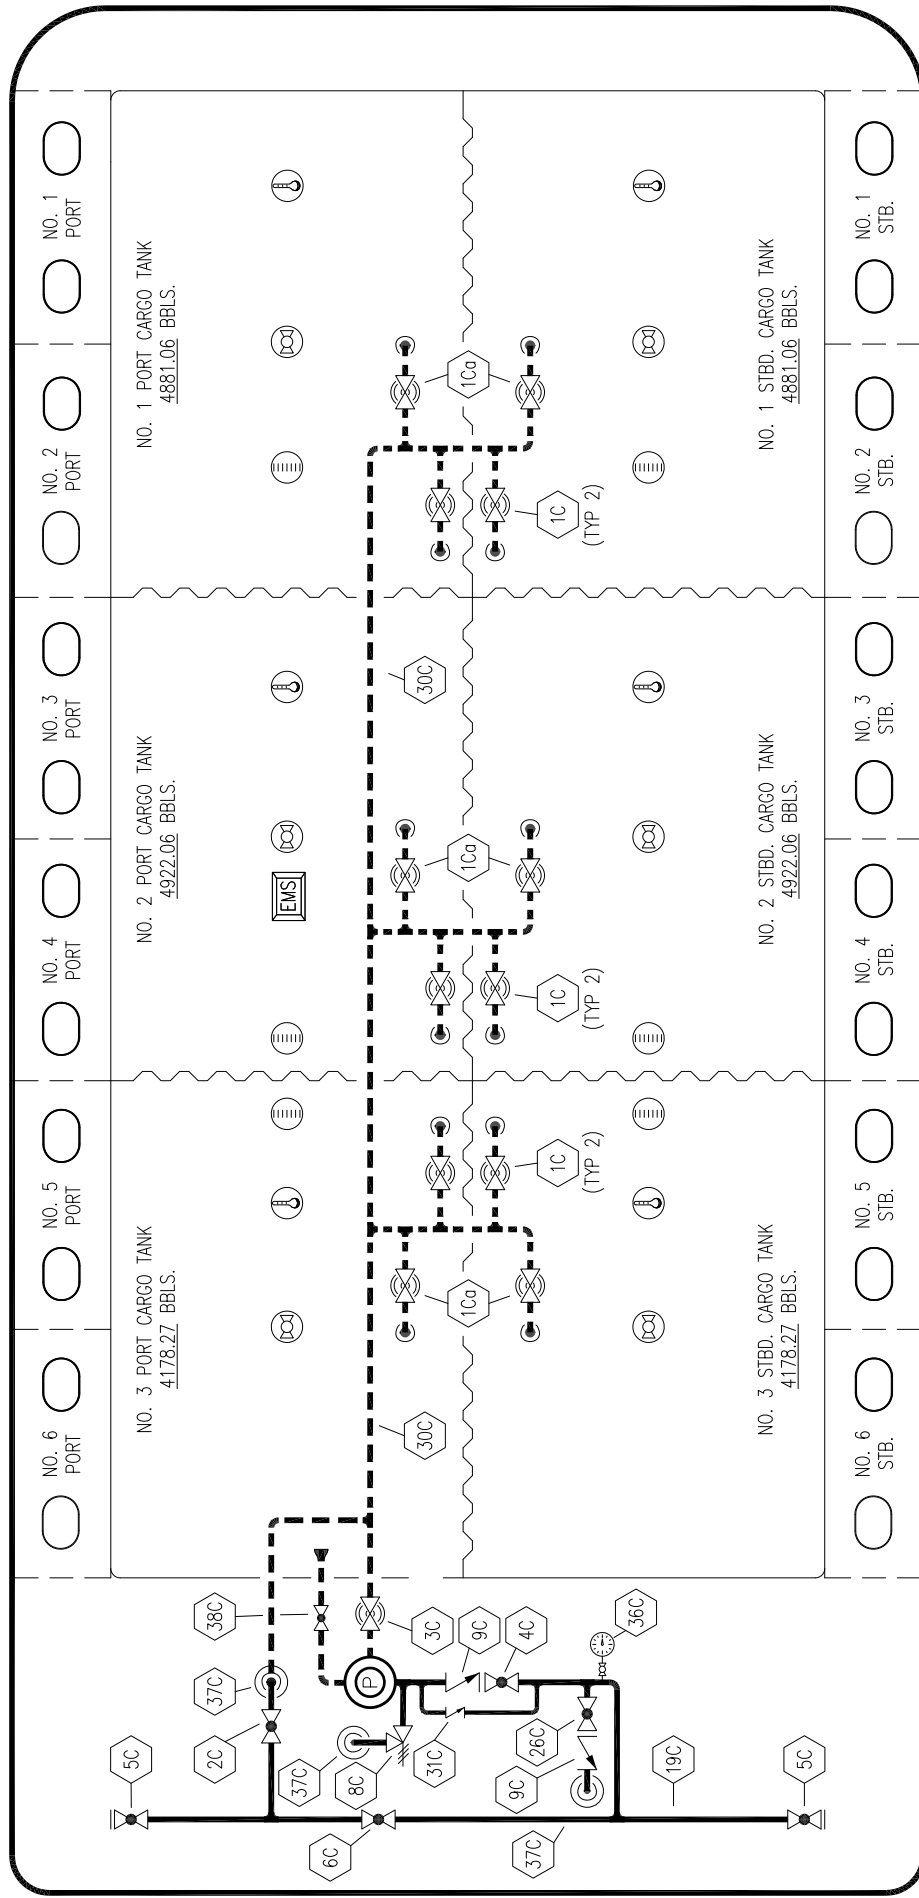 NO. 1
PORT
NO. 2
PORT
NO. 3
PORT
NO. 4
PORT
NO. 5
PORT
NO. 6
PORT
NO. 1 PORT CARGO TANK
4881.06 BBLS.
NO. 2 PORT CARGO TANK
4922.06 BBLS.
NO. 3 PORT CARGO TANK
4178.27 BBLS.
EMS
1Ca
1C
(TYP 2)
30C
1Ca
1C
(TYP 2)
1C
(TYP 2)
1Ca
30C
NO. 1 STBD. CARGO TANK
4881.06 BBLS.
NO. 2 STBD. CARGO TANK
4922.06 BBLS.
NO. 3 STBD. CARGO TANK
4178.27 BBLS.
NO. 1
STB.
NO. 2
STB.
NO. 3
STB.
NO. 4
STB.
NO. 5
STB.
NO. 6
STB.
38C
37C
2C
5C
P
3C
9C
4C
36C
37C
8C
31C
26C
9C
6C
37C
19C
5C